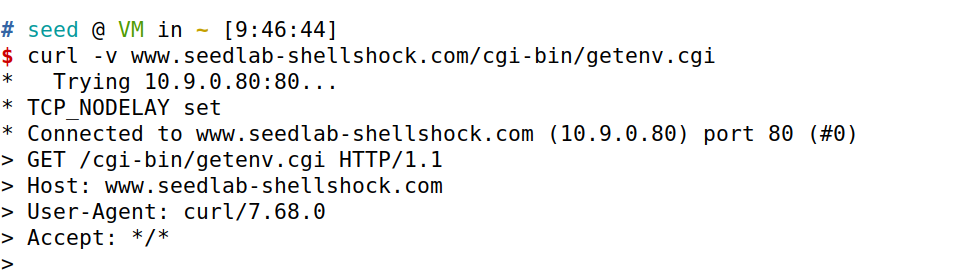 # seed @ VM in ~ [9:46:44]
$ curl -v www.seedlab-shellshock.com/cgi-bin/getenv.cgi
*   Trying 10.9.0.80:80...
* TCP_NODELAY set
* Connected to www.seedlab-shellshock.com (10.9.0.80) port 80 (#0)
> GET /cgi-bin/getenv.cgi HTTP/1.1
> Host: www.seedlab-shellshock.com
> User-Agent: curl/7.68.0
> Accept: */*
>